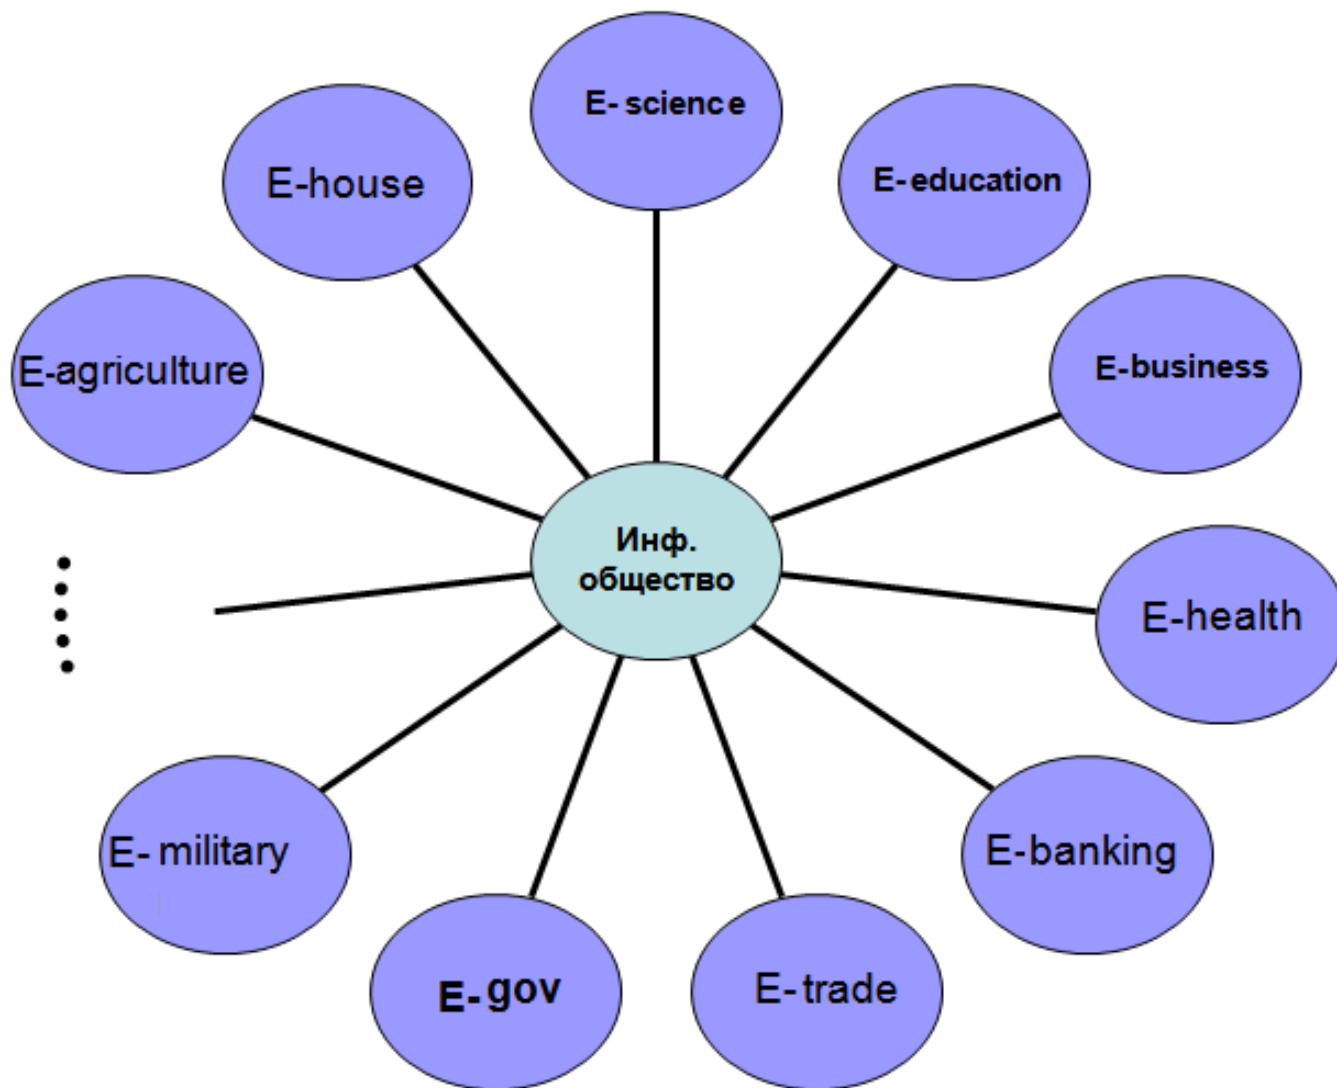 E-science
E-house
E-education
E-business
E-agriculture
Инф.
общество
E-health
E-military
E-banking
E-gov
E-trade